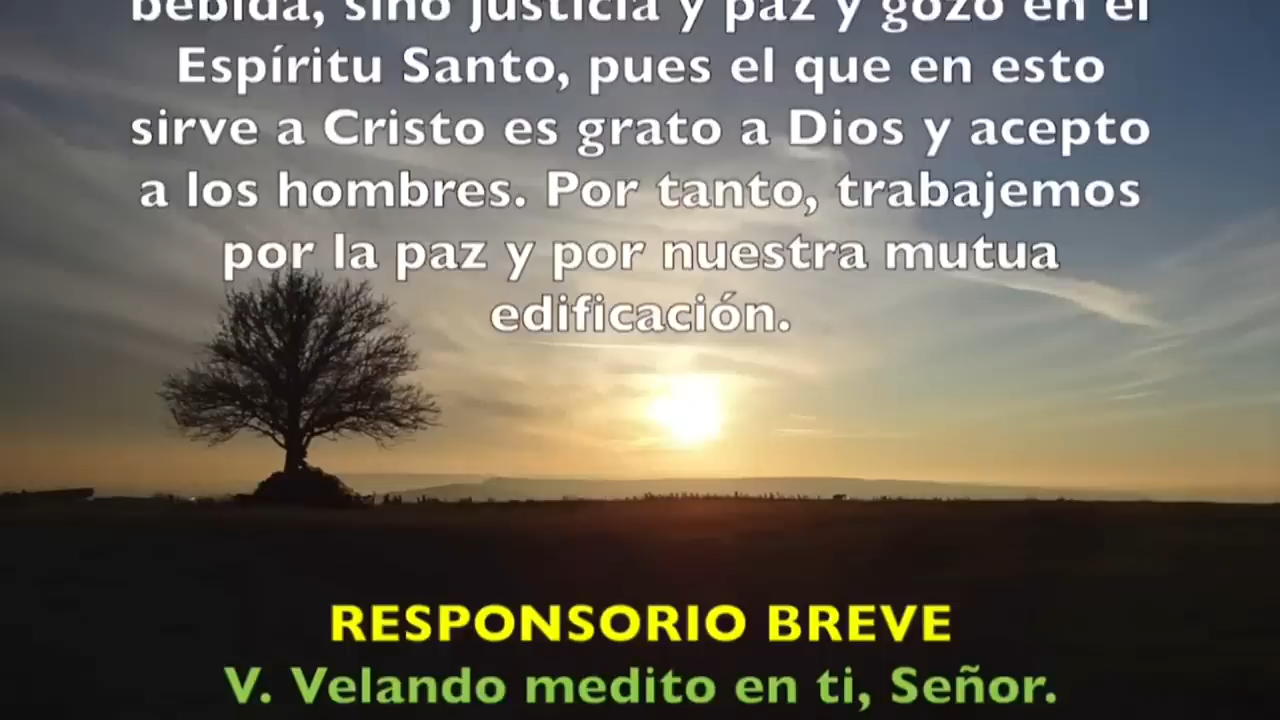 bebida, sino justicia y paz y gozo en el
Espíritu Santo, pues el que en esto
sirve a Cristo es grato a Dios y acepto
a los hombres. Por tanto, trabajemos
por la paz y por nuestra mutua
edificación.
RESPONSORIO BREVE
V. Velando medito en ti, Señor.